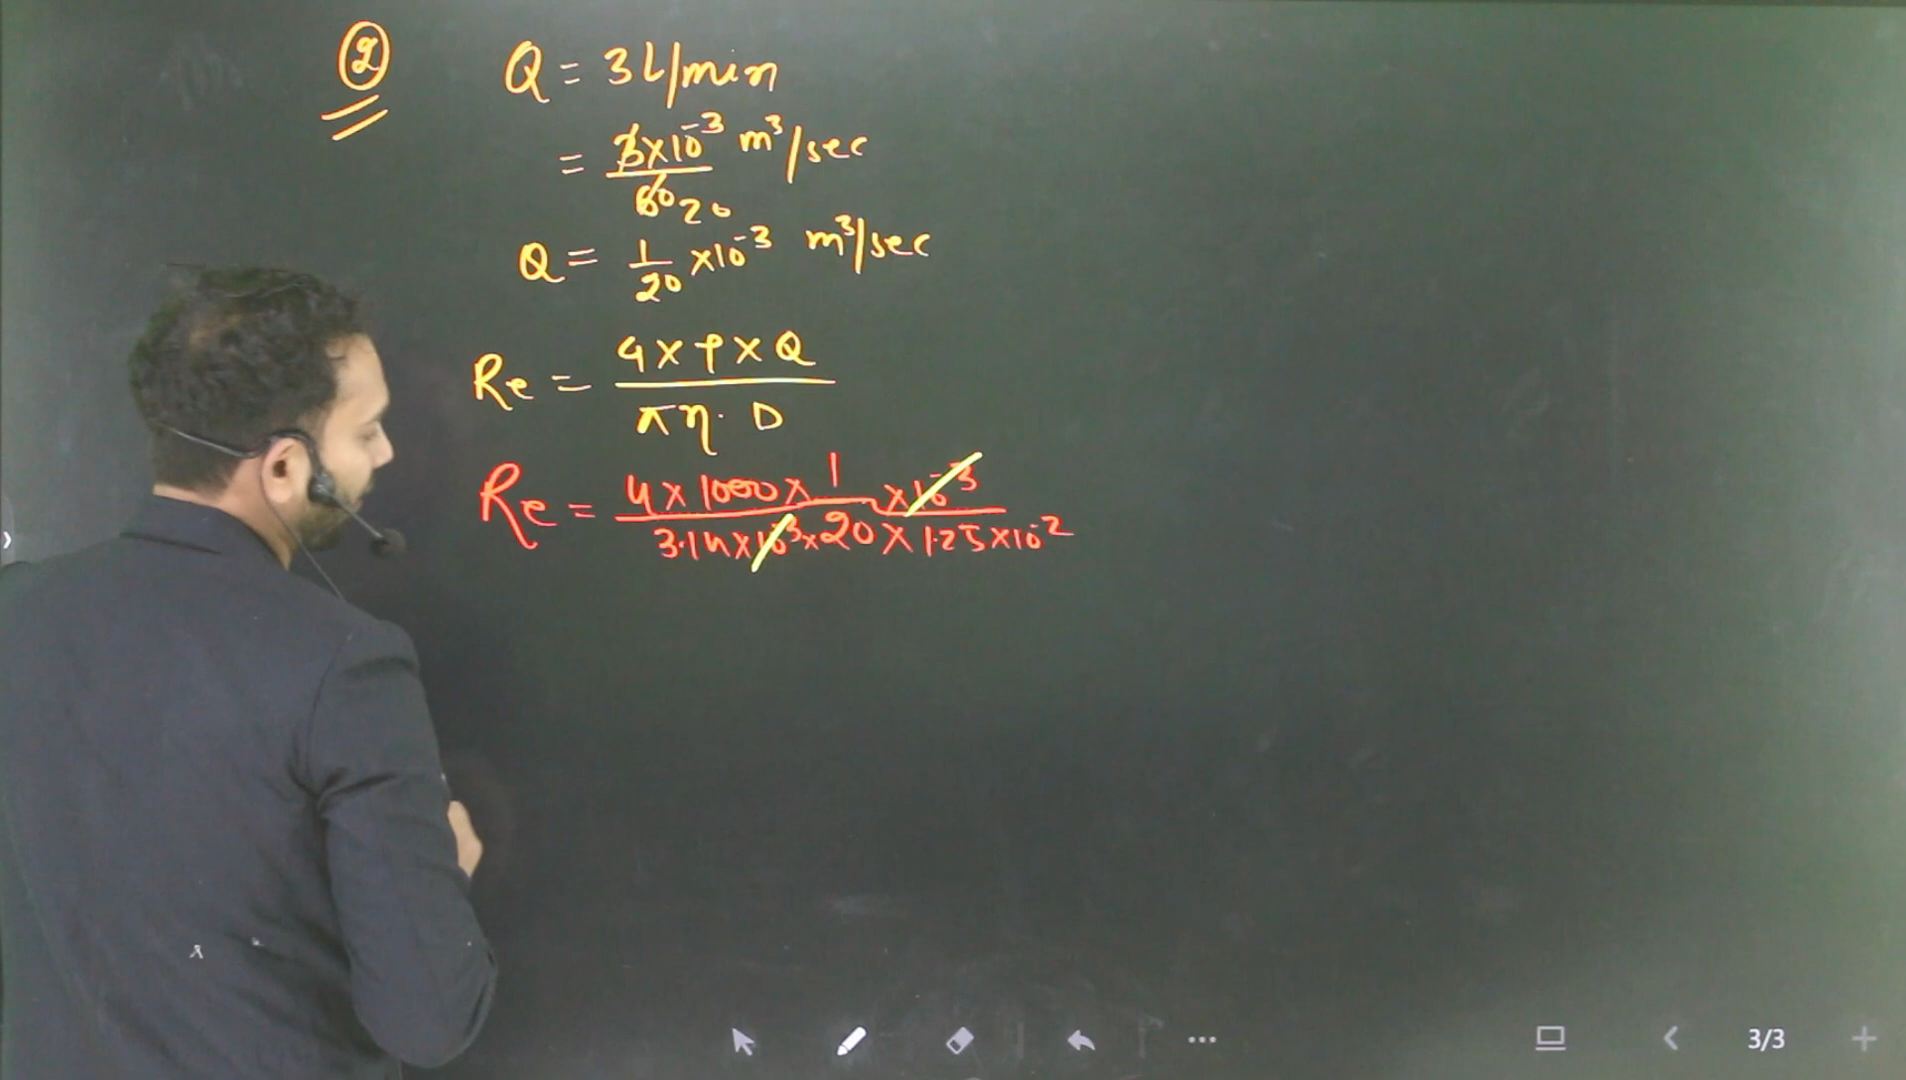 ② Q = 3L/min
= 3×10⁻³/60 20 m³/sec
Q = 1/20 ×10⁻³ m³/sec
Re = 4×ρ×Q / πη·D
Re = 4×1000×1×10⁻³ / 3.14×10⁻³×20×1.25×10⁻²
3/3